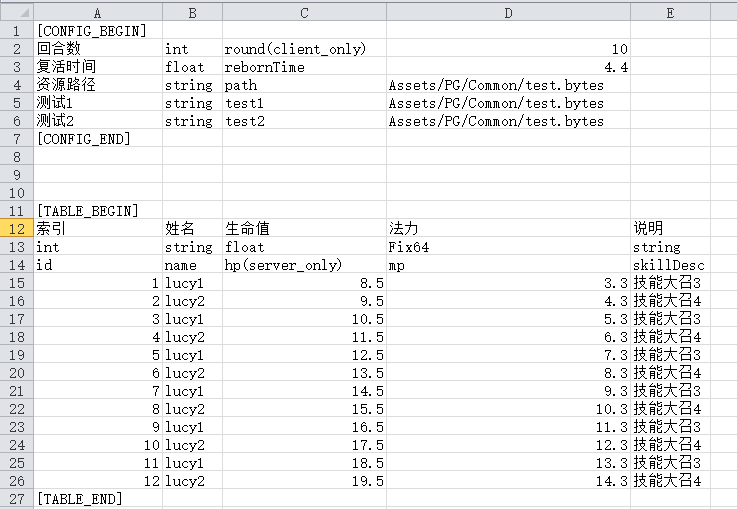 A B C D E
1 [CONFIG_BEGIN]
2 回合数 int round(client_only) 10
3 复活时间 float rebornTime 4.4
4 资源路径 string path Assets/PG/Common/test.bytes
5 测试1 string test1 Assets/PG/Common/test.bytes
6 测试2 string test2 Assets/PG/Common/test.bytes
7 [CONFIG_END]
8
9
10
11 [TABLE_BEGIN]
12 索引 姓名 生命值 法力 说明
13 int string float Fix64 string
14 id name hp(server_only) mp skillDesc
15 1 lucy1 8.5 3.3 技能大召3
16 2 lucy2 9.5 4.3 技能大召4
17 3 lucy1 10.5 5.3 技能大召3
18 4 lucy2 11.5 6.3 技能大召4
19 5 lucy1 12.5 7.3 技能大召3
20 6 lucy2 13.5 8.3 技能大召4
21 7 lucy1 14.5 9.3 技能大召3
22 8 lucy2 15.5 10.3 技能大召4
23 9 lucy1 16.5 11.3 技能大召3
24 10 lucy2 17.5 12.3 技能大召4
25 11 lucy1 18.5 13.3 技能大召3
26 12 lucy2 19.5 14.3 技能大召4
27 [TABLE_END]